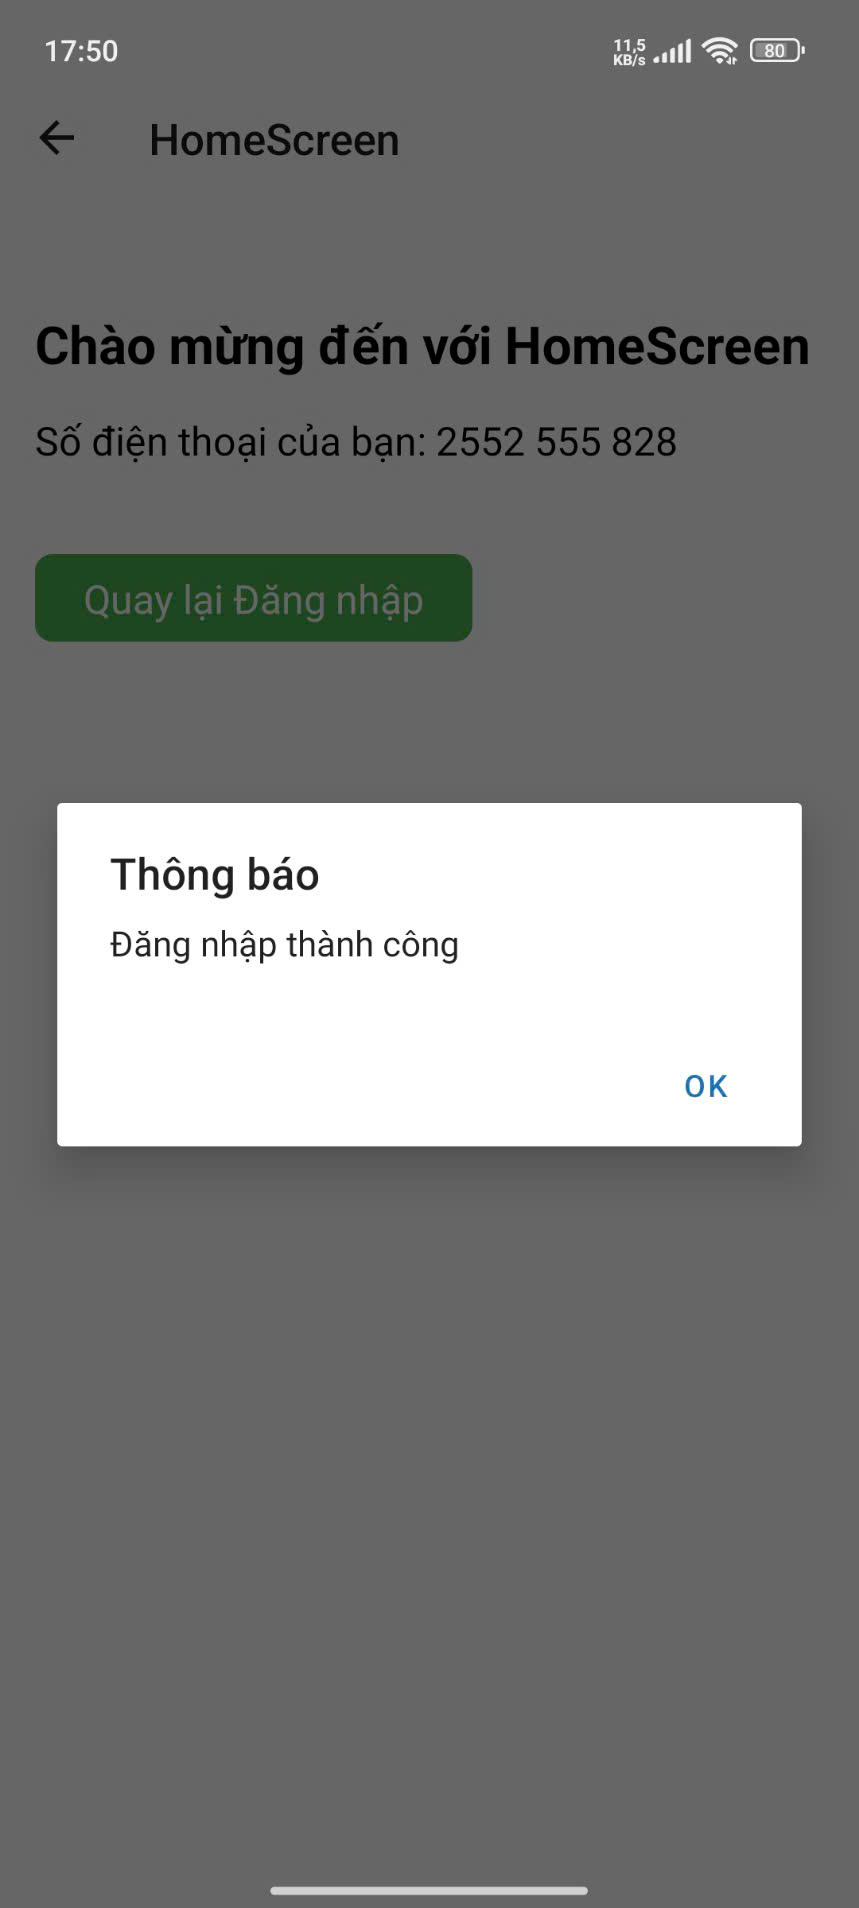 17:50
11,5
KB/s
80
HomeScreen
Chào mừng đến với HomeScreen
Số điện thoại của bạn: 2552 555 828
Quay lại Đăng nhập
Thông báo
Đăng nhập thành công
OK